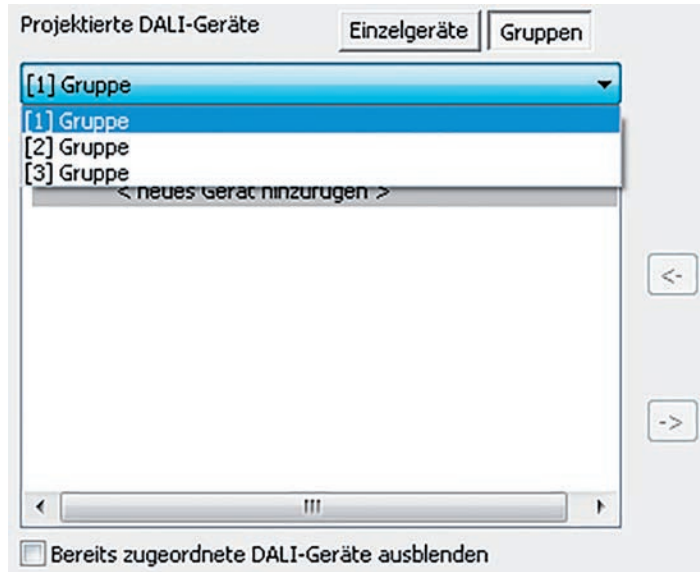 Projektierte DALI-Geräte
Einzelgeräte
Gruppen
[1] Gruppe
[1] Gruppe
[2] Gruppe
[3] Gruppe
< neues Gerät hinzufügen >
<-
->
Bereits zugeordnete DALI-Geräte ausblenden